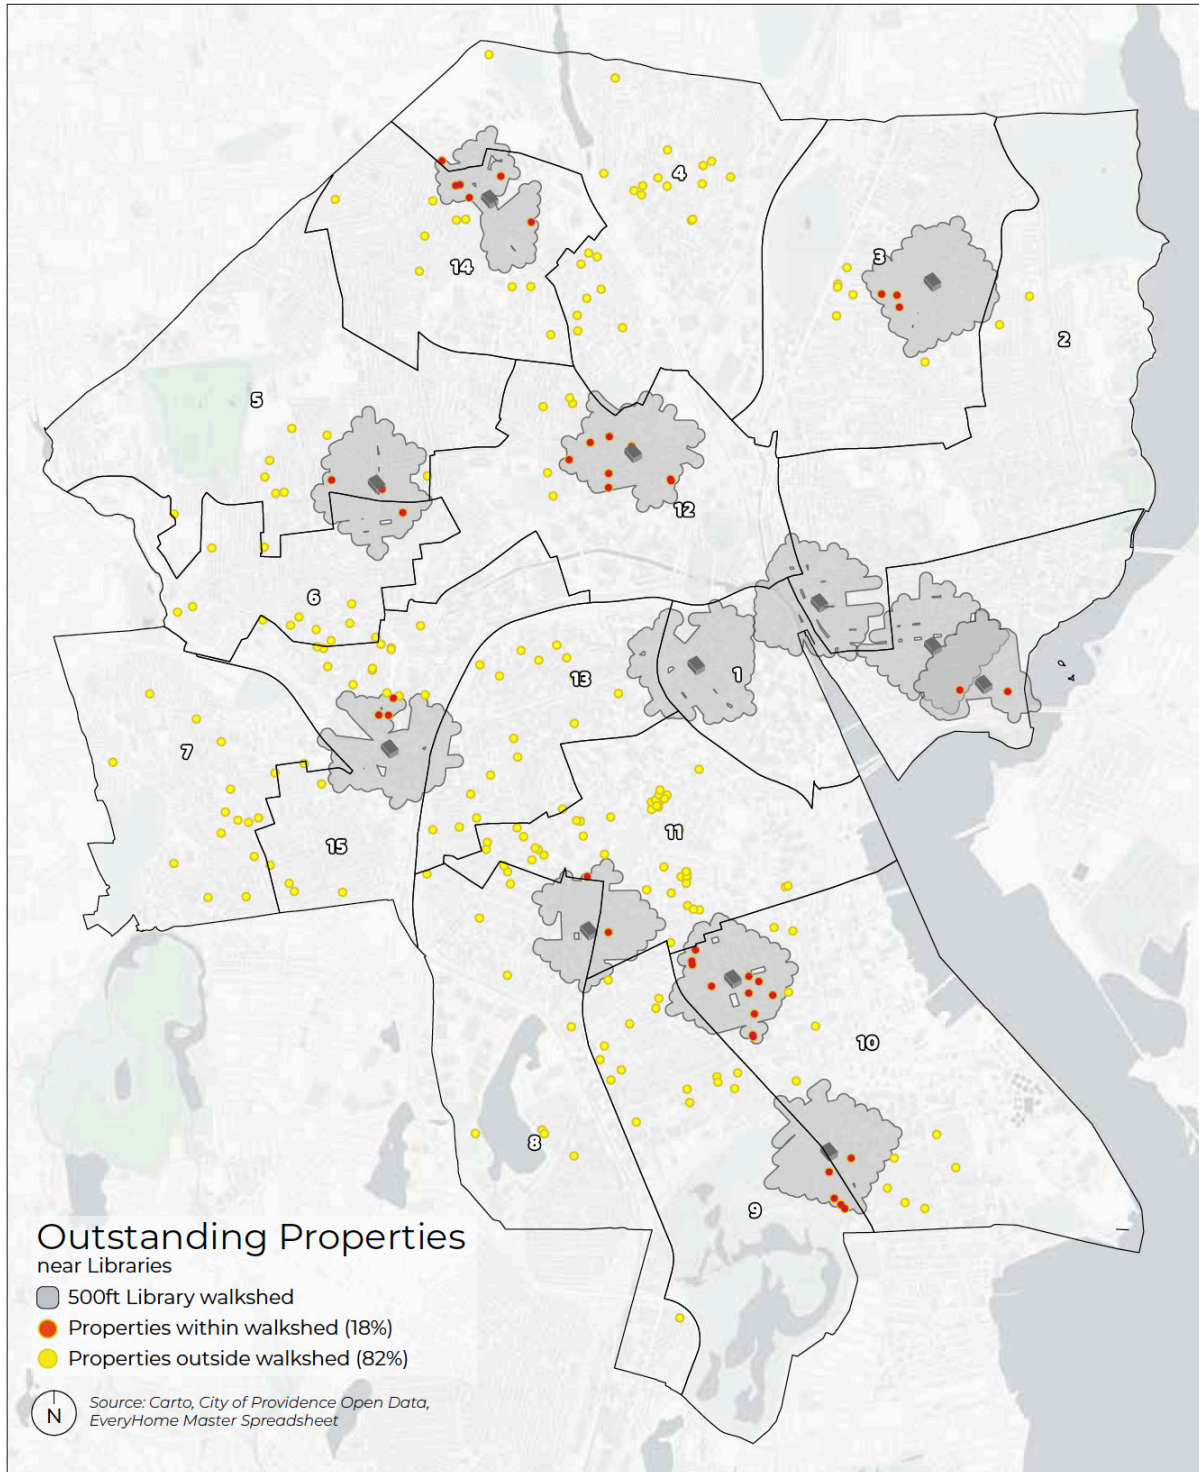 4
3
14
2
5
12
6
13
1
7
11
15
10
8
9
Outstanding Properties
near Libraries
500ft Library walkshed
Properties within walkshed (18%)
Properties outside walkshed (82%)
N
Source: Carto, City of Providence Open Data,
EveryHome Master Spreadsheet